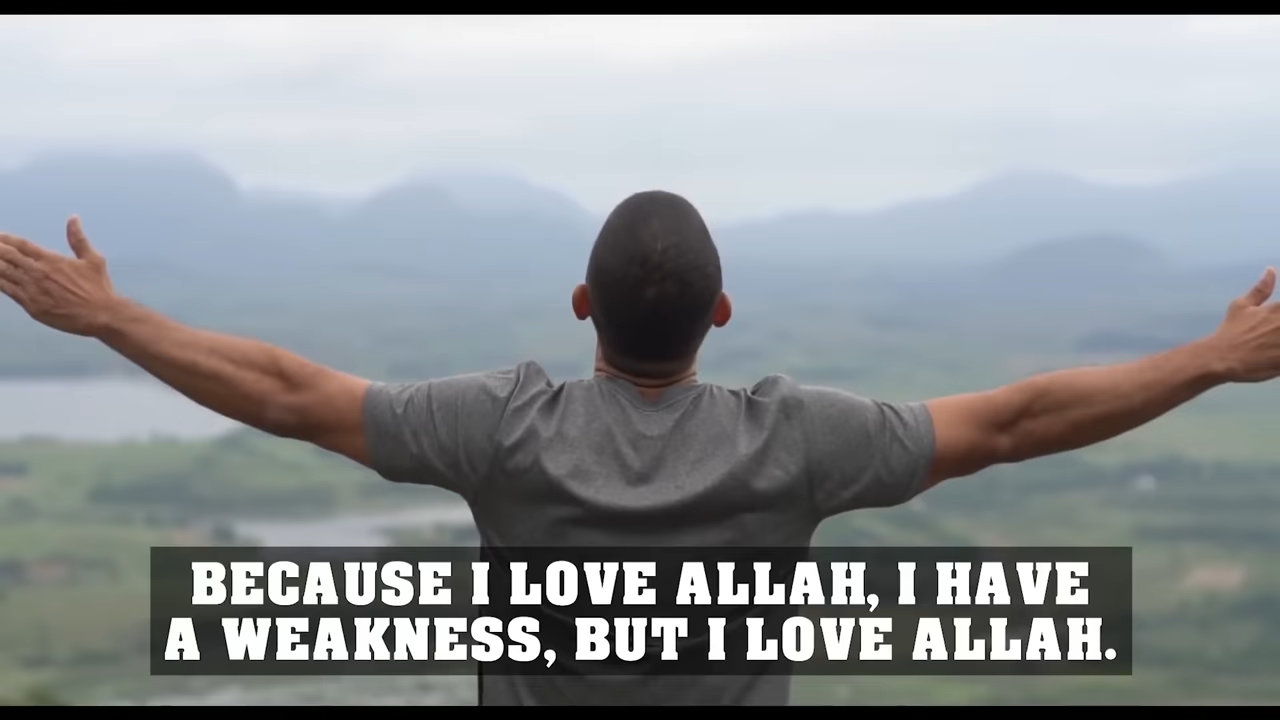 BECAUSE I LOVE ALLAH, I HAVE
A WEAKNESS, BUT I LOVE ALLAH.